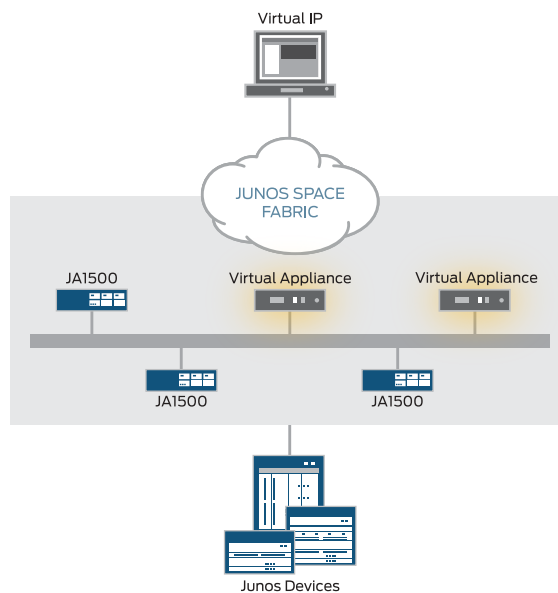 Virtual IP
JUNOS SPACE
FABRIC
JA1500
Virtual Appliance
Virtual Appliance
JA1500
JA1500
Junos Devices